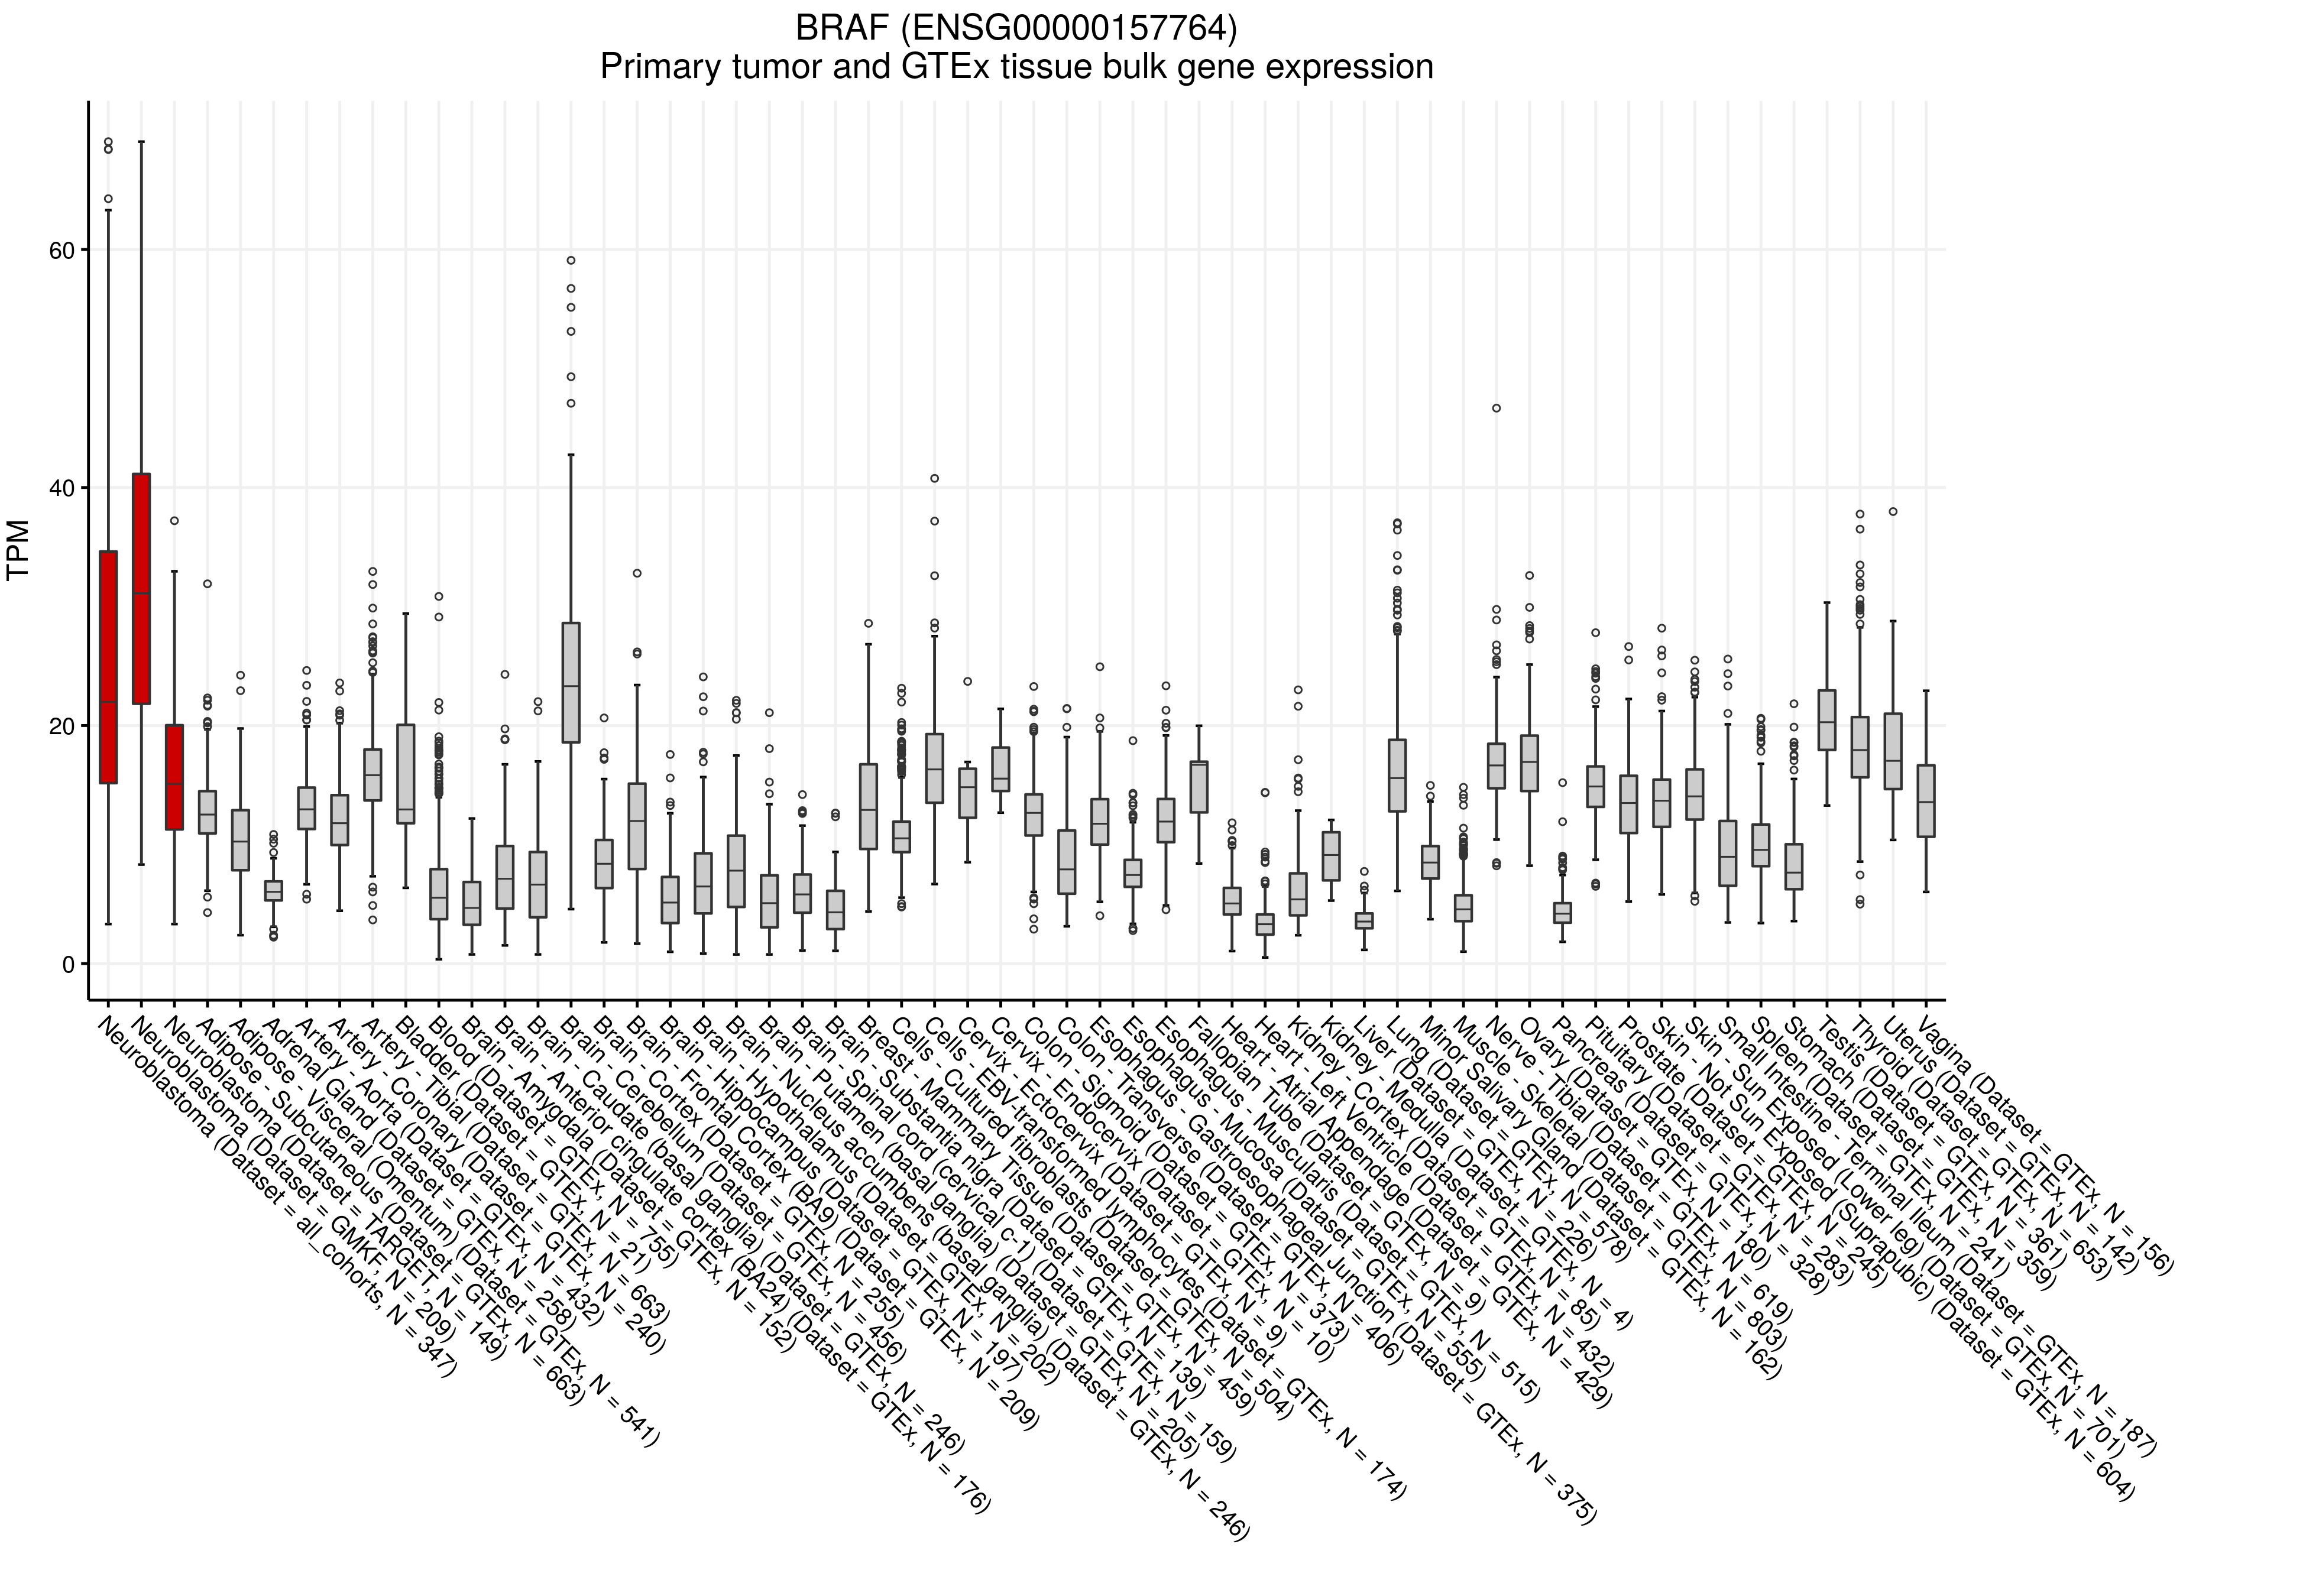 BRAF (ENSG00000157764)
Primary tumor and GTEx tissue bulk gene expression
TPM
60
40
20
0
Neuroblastoma (Dataset = all_cohorts, N = 347)
Neuroblastoma (Dataset = GMKF, N = 209)
Neuroblastoma (Dataset = TARGET, N = 149)
Adipose - Subcutaneous (Dataset = GTEx, N = 663)
Adipose - Visceral (Omentum) (Dataset = GTEx, N = 541)
Adrenal Gland (Dataset = GTEx, N = 258)
Artery - Aorta (Dataset = GTEx, N = 432)
Artery - Coronary (Dataset = GTEx, N = 240)
Artery - Tibial (Dataset = GTEx, N = 663)
Bladder (Dataset = GTEx, N = 21)
Blood (Dataset = GTEx, N = 755)
Brain - Amygdala (Dataset = GTEx, N = 152)
Brain - Anterior cingulate cortex (BA24) (Dataset = GTEx, N = 176)
Brain - Caudate (basal ganglia) (Dataset = GTEx, N = 246)
Brain - Cerebellum (Dataset = GTEx, N = 456)
Brain - Cortex (Dataset = GTEx, N = 255)
Brain - Frontal Cortex (BA9) (Dataset = GTEx, N = 209)
Brain - Hippocampus (Dataset = GTEx, N = 197)
Brain - Hypothalamus (Dataset = GTEx, N = 202)
Brain - Nucleus accumbens (basal ganglia) (Dataset = GTEx, N = 246)
Brain - Putamen (basal ganglia) (Dataset = GTEx, N = 205)
Brain - Spinal cord (cervical c-1) (Dataset = GTEx, N = 159)
Brain - Substantia nigra (Dataset = GTEx, N = 139)
Breast - Mammary Tissue (Dataset = GTEx, N = 459)
Cells - Cultured fibroblasts (Dataset = GTEx, N = 504)
Cells - EBV-transformed lymphocytes (Dataset = GTEx, N = 174)
Cervix - Ectocervix (Dataset = GTEx, N = 9)
Cervix - Endocervix (Dataset = GTEx, N = 10)
Colon - Sigmoid (Dataset = GTEx, N = 373)
Colon - Transverse (Dataset = GTEx, N = 406)
Esophagus - Gastroesophageal Junction (Dataset = GTEx, N = 375)
Esophagus - Mucosa (Dataset = GTEx, N = 555)
Esophagus - Muscularis (Dataset = GTEx, N = 515)
Fallopian Tube (Dataset = GTEx, N = 9)
Heart - Atrial Appendage (Dataset = GTEx, N = 429)
Heart - Left Ventricle (Dataset = GTEx, N = 432)
Kidney - Cortex (Dataset = GTEx, N = 85)
Kidney - Medulla (Dataset = GTEx, N = 4)
Liver (Dataset = GTEx, N = 226)
Lung (Dataset = GTEx, N = 578)
Minor Salivary Gland (Dataset = GTEx, N = 162)
Muscle - Skeletal (Dataset = GTEx, N = 803)
Nerve - Tibial (Dataset = GTEx, N = 619)
Ovary (Dataset = GTEx, N = 180)
Pancreas (Dataset = GTEx, N = 328)
Pituitary (Dataset = GTEx, N = 283)
Prostate (Dataset = GTEx, N = 245)
Skin - Not Sun Exposed (Suprapubic) (Dataset = GTEx, N = 604)
Skin - Sun Exposed (Lower leg) (Dataset = GTEx, N = 701)
Small Intestine - Terminal Ileum (Dataset = GTEx, N = 187)
Spleen (Dataset = GTEx, N = 241)
Stomach (Dataset = GTEx, N = 359)
Testis (Dataset = GTEx, N = 361)
Thyroid (Dataset = GTEx, N = 653)
Uterus (Dataset = GTEx, N = 142)
Vagina (Dataset = GTEx, N = 156)